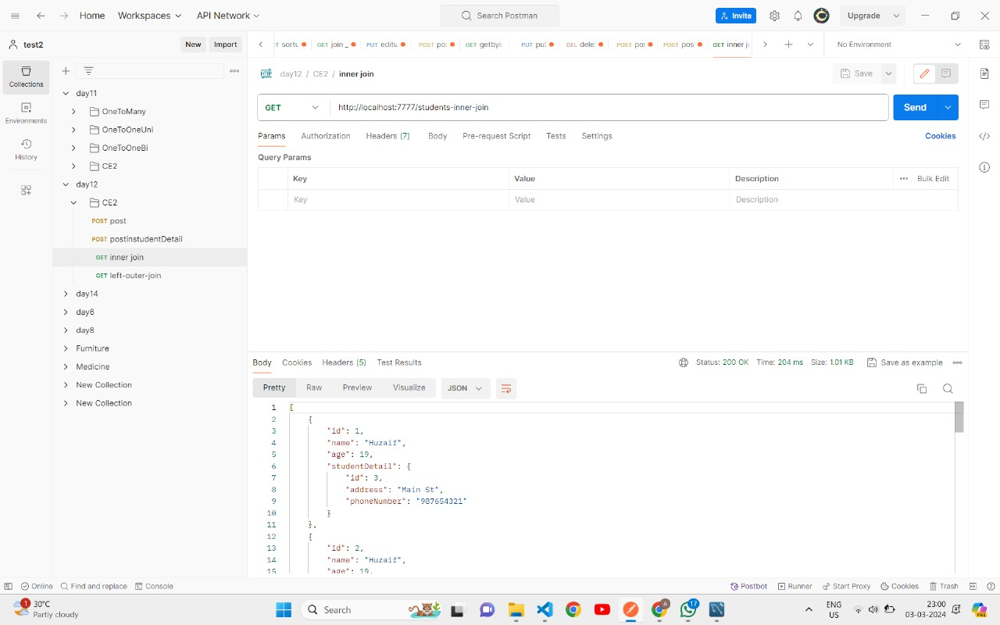 Home Workspaces API Network Search Postman Invite Upgrade
test2 New Import sortu GET join _ PUT editu POST po: GET getbyi PUT pu DEL dele POST po: POST pos GET inner j No Environment
Collections
Environments
History
day11
OneToMany
OneToOneUni
OneToOneBi
CE2
day12
CE2
POST post
POST postinstudentDetail
GET inner join
GET left-outer-join
day14
day6
day8
Furniture
Medicine
New Collection
New Collection
HTTP day12 / CE2 / inner join Save
GET http://localhost:7777/students-inner-join Send
Params Authorization Headers (7) Body Pre-request Script Tests Settings Cookies
Query Params
Key Value Description Bulk Edit
Key Value Description
Body Cookies Headers (5) Test Results Status: 200 OK Time: 204 ms Size: 1.01 KB Save as example
Pretty Raw Preview Visualize JSON
1 [
2 {
3 "id": 1,
4 "name": "Huzaif",
5 "age": 19,
6 "studentDetail": {
7 "id": 3,
8 "address": "Main St",
9 "phoneNumber": "987654321"
10 }
11 },
12 {
13 "id": 2,
14 "name": "Huzaif",
15 "age": 19,
Online Find and replace Console Postbot Runner Start Proxy Cookies Trash
1 30°C
Partly cloudy
Search
A
17
ENG
US
23:00
03-03-2024
PRE